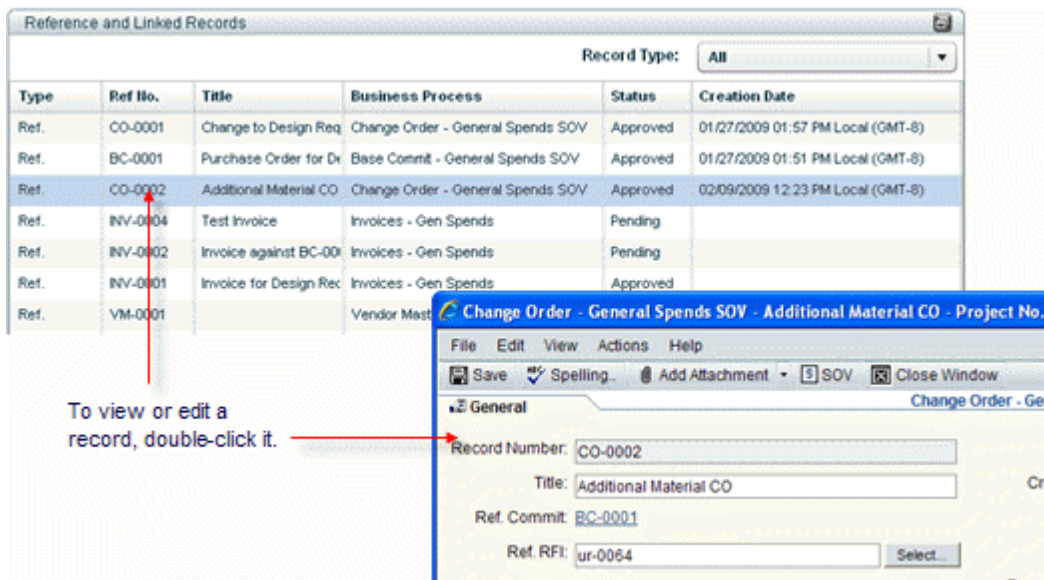 Reference and Linked Records
Record Type: All
Type Ref No. Title Business Process Status Creation Date
Ref. CO-0001 Change to Design Req Change Order - General Spends SOV Approved 01/27/2009 01:57 PM Local (GMT-8)
Ref. BC-0001 Purchase Order for De Base Commit - General Spends SOV Approved 01/27/2009 01:51 PM Local (GMT-8)
Ref. CO-0002 Additional Material CO Change Order - General Spends SOV Approved 02/09/2009 12:23 PM Local (GMT-8)
Ref. INV-0004 Test Invoice Invoices - Gen Spends Pending
Ref. INV-0002 Invoice against BC-00 Invoices - Gen Spends Pending
Ref. INV-0001 Invoice for Design Rec Invoices - Gen Spends Approved
Ref. VM-0001 Vendor Mast
Change Order - General Spends SOV - Additional Material CO - Project No.
File Edit View Actions Help
Save Spelling.. Add Attachment SOV Close Window
General Change Order - Ge
To view or edit a
record, double-click it.
Record Number: CO-0002
Title: Additional Material CO Cr
Ref. Commit: BC-0001
Ref. RFI: ur-0064 Select...